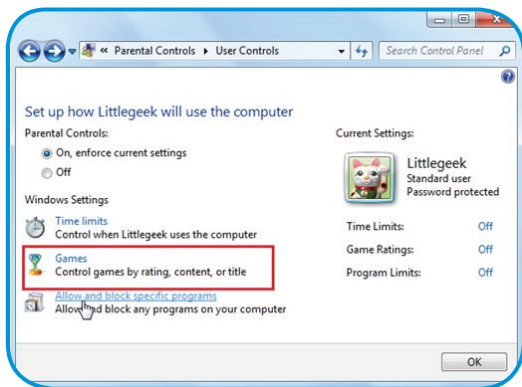 « Parental Controls ▸ User Controls
Search Control Panel
Set up how Littlegeek will use the computer
Parental Controls:
On, enforce current settings
Off
Windows Settings
Time limits
Control when Littlegeek uses the computer
Games
Control games by rating, content, or title
Allow and block specific programs
Allow and block any programs on your computer
Current Settings:
Littlegeek
Standard user
Password protected
Time Limits: Off
Game Ratings: Off
Program Limits: Off
OK